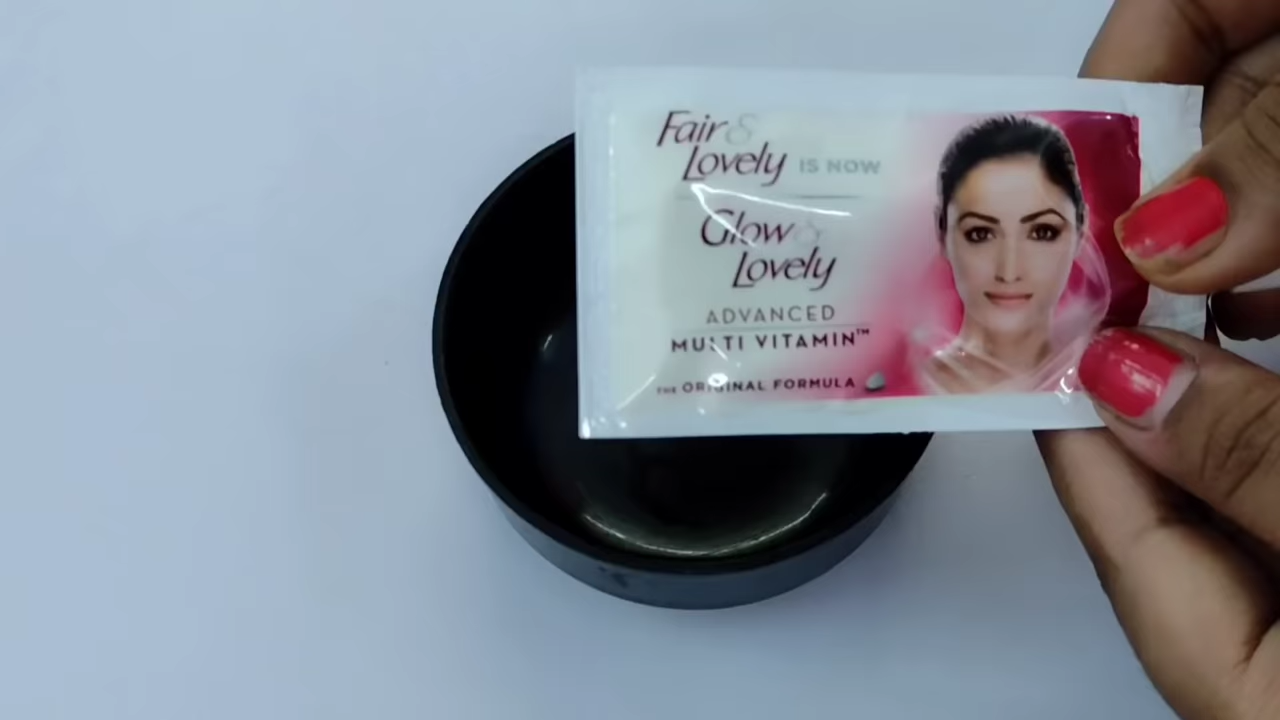 Fair &
Lovely IS NOW
Glow &
Lovely
ADVANCED
MULTI VITAMIN™
THE ORIGINAL FORMULA